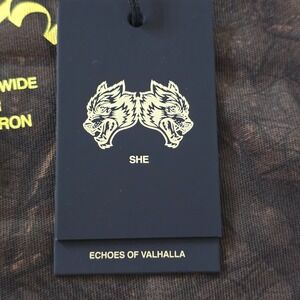 WIDE
RON
SHE
ECHOES OF VALHALLA